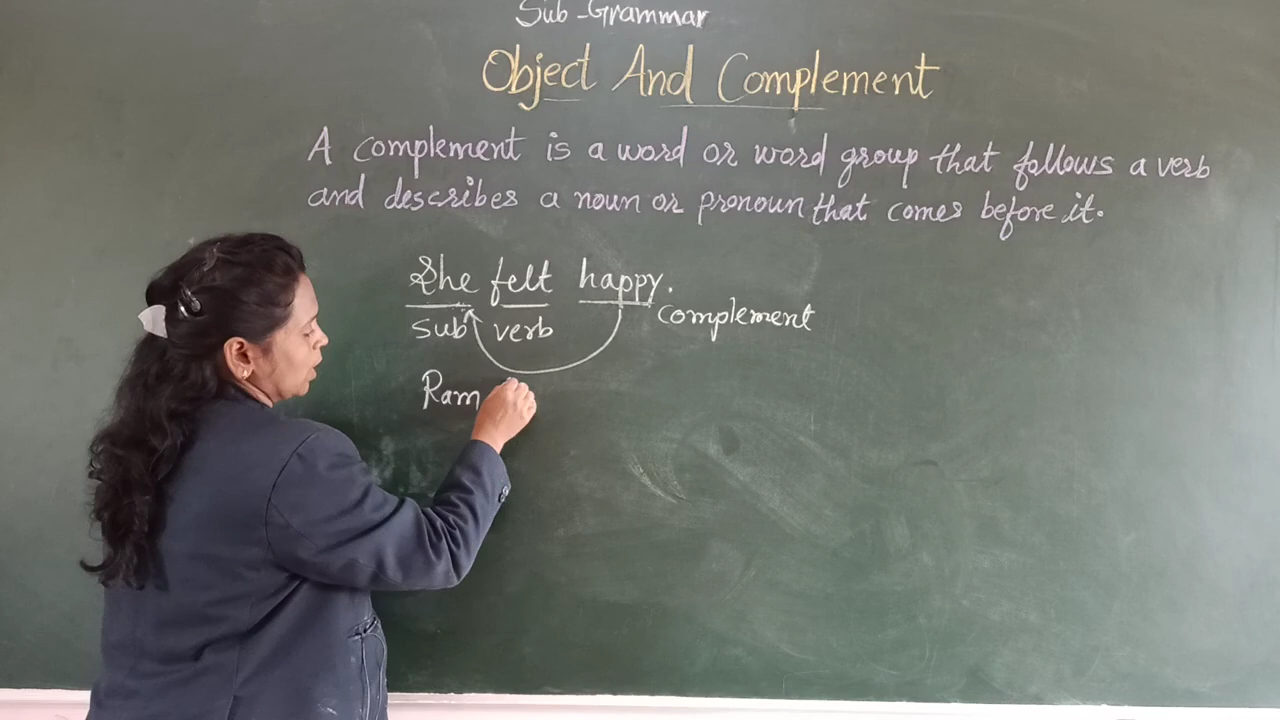 Sub-Grammar
Object And Complement
A complement is a word or word group that follows a verb
and describes a noun or pronoun that comes before it.
She felt happy.
sub verb complement
Ram